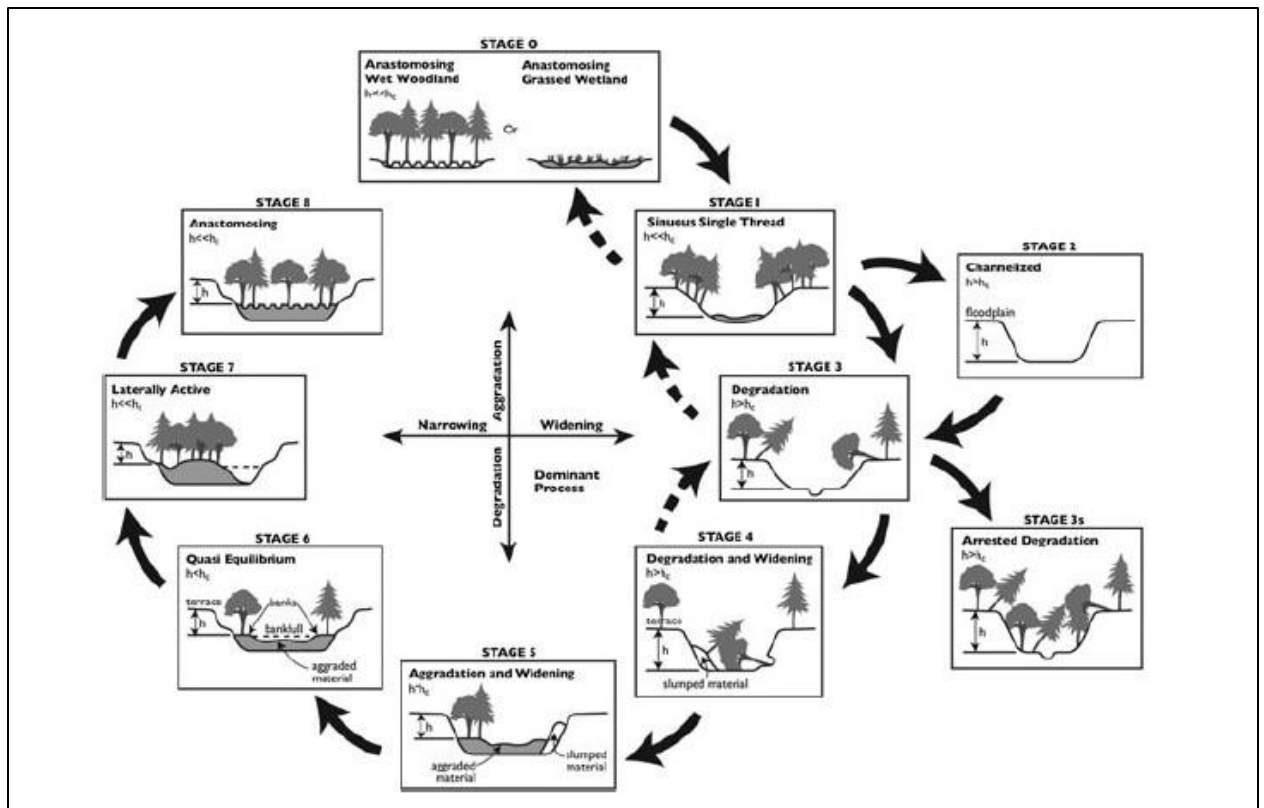 STAGE 0
Anastomosing
Wet Woodland
Anastomosing
Grassed Wetland
Or
STAGE 8
Anastomosing
h<<hc
h
STAGE 1
Sinuous Single Thread
h<<hc
h
STAGE 2
Channelized
h>hc
floodplain
h
STAGE 7
Laterally Active
h<<hc
h
Narrowing
Widening
Aggradation
Degradation
Dominant
Process
STAGE 3
Degradation
h>hc
h
STAGE 6
Quasi Equilibrium
h<hc
terrace
h
banks
bankfull
aggraded
material
STAGE 4
Degradation and Widening
h>hc
terrace
h
slumped material
STAGE 3s
Arrested Degradation
h>hc
h
STAGE 5
Aggradation and Widening
h
aggraded
material
slumped
material